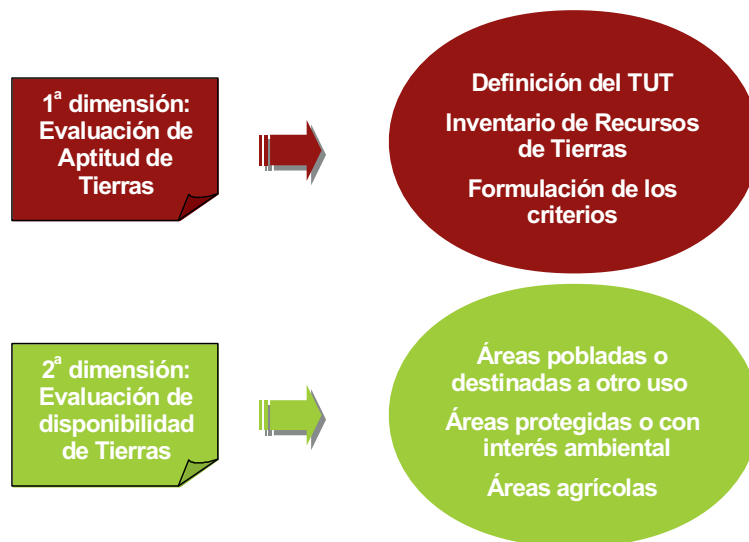 1ª dimensión:
Evaluación de
Aptitud de
Tierras
Definición del TUT
Inventario de Recursos
de Tierras
Formulación de los
criterios
2ª dimensión:
Evaluación de
disponibilidad
de Tierras
Áreas pobladas o
destinadas a otro uso
Áreas protegidas o con
interés ambiental
Áreas agrícolas